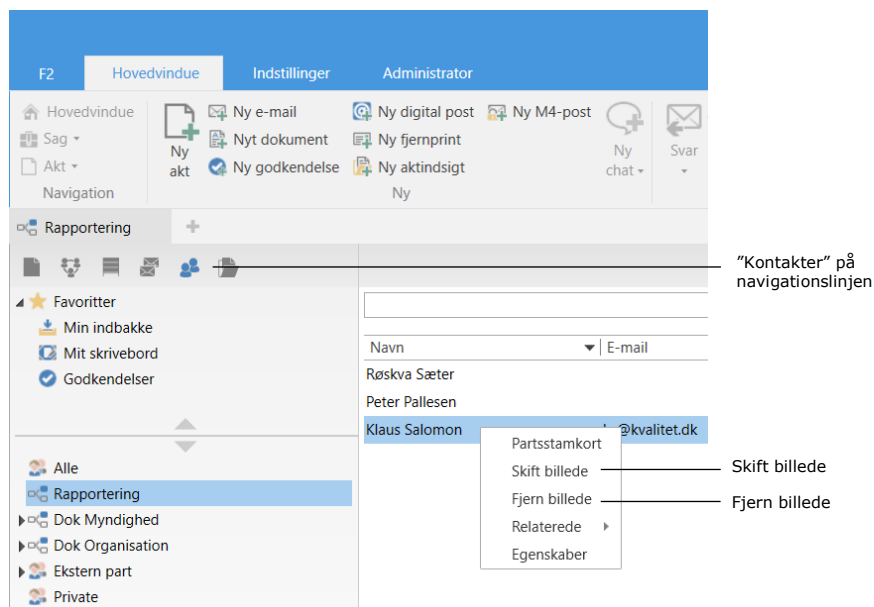 F2 Hovedvindue Indstillinger Administrator
Hovedvindue
Sag
Akt
Navigation
Ny
akt
Ny e-mail
Nyt dokument
Ny godkendelse
Ny digital post
Ny fjernprint
Ny aktindsigt
Ny M4-post
Ny
Ny
chat
Svar
Rapportering +
"Kontakter" på
navigationslinjen
Favoritter
Min indbakke
Mit skrivebord
Godkendelser
Navn E-mail
Røskva Sæter
Peter Pallesen
Klaus Salomon @kvalitet.dk
Partsstamkort
Skift billede
Fjern billede
Relaterede
Egenskaber
Skift billede
Fjern billede
Alle
Rapportering
Dok Myndighed
Dok Organisation
Ekstern part
Private